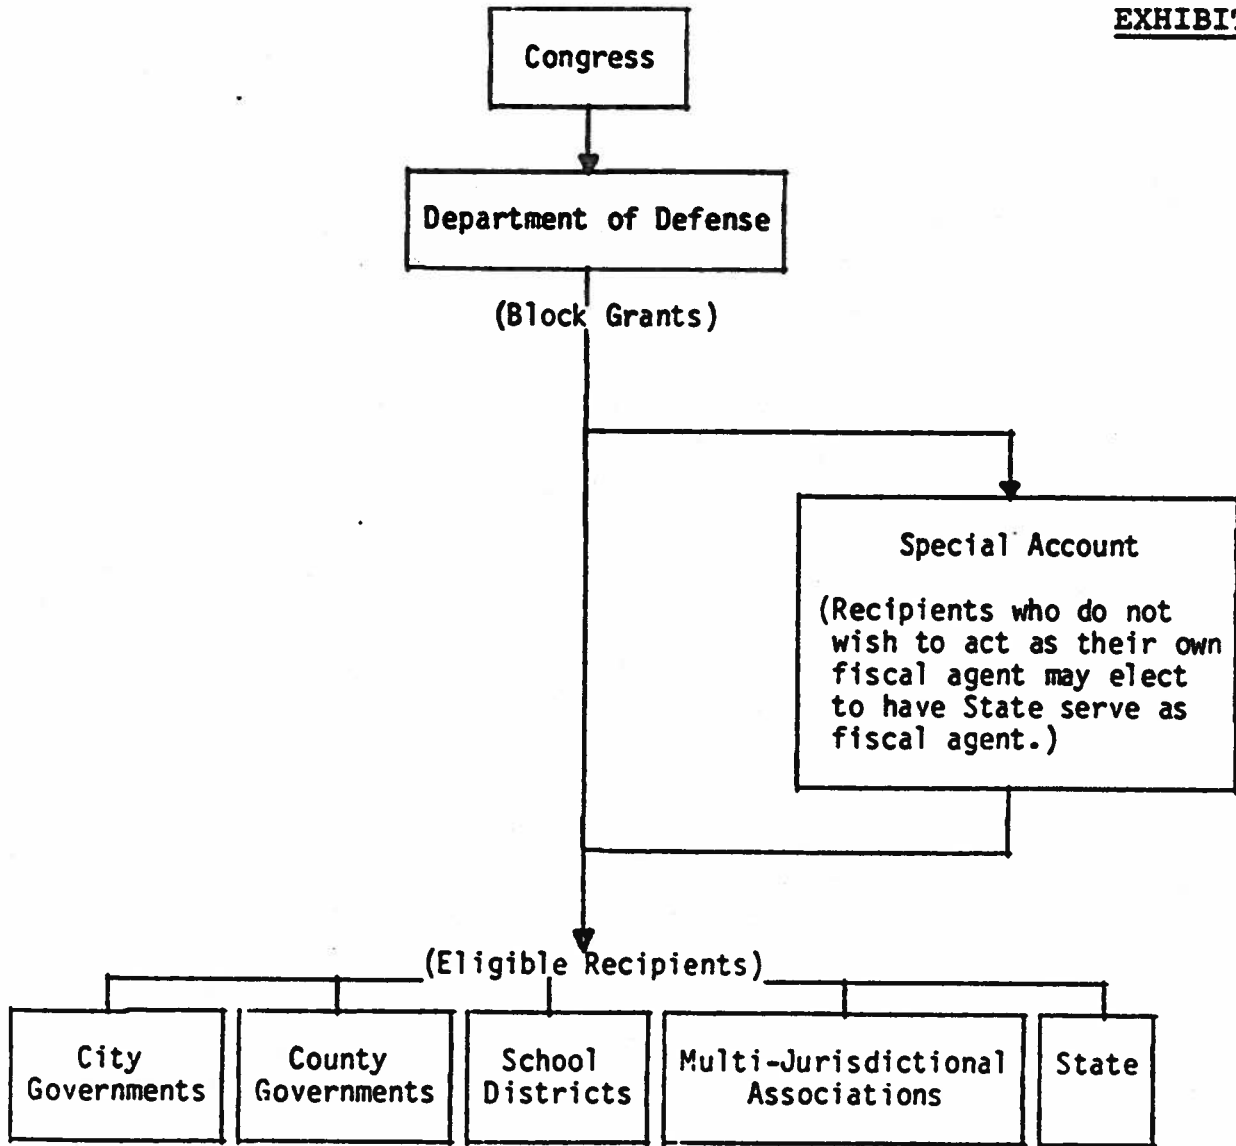 EXHIBIT
Congress
Department of Defense
(Block Grants)
Special Account
(Recipients who do not
wish to act as their own
fiscal agent may elect
to have State serve as
fiscal agent.)
(Eligible Recipients)
City
Governments
County
Governments
School
Districts
Multi-Jurisdictional
Associations
State